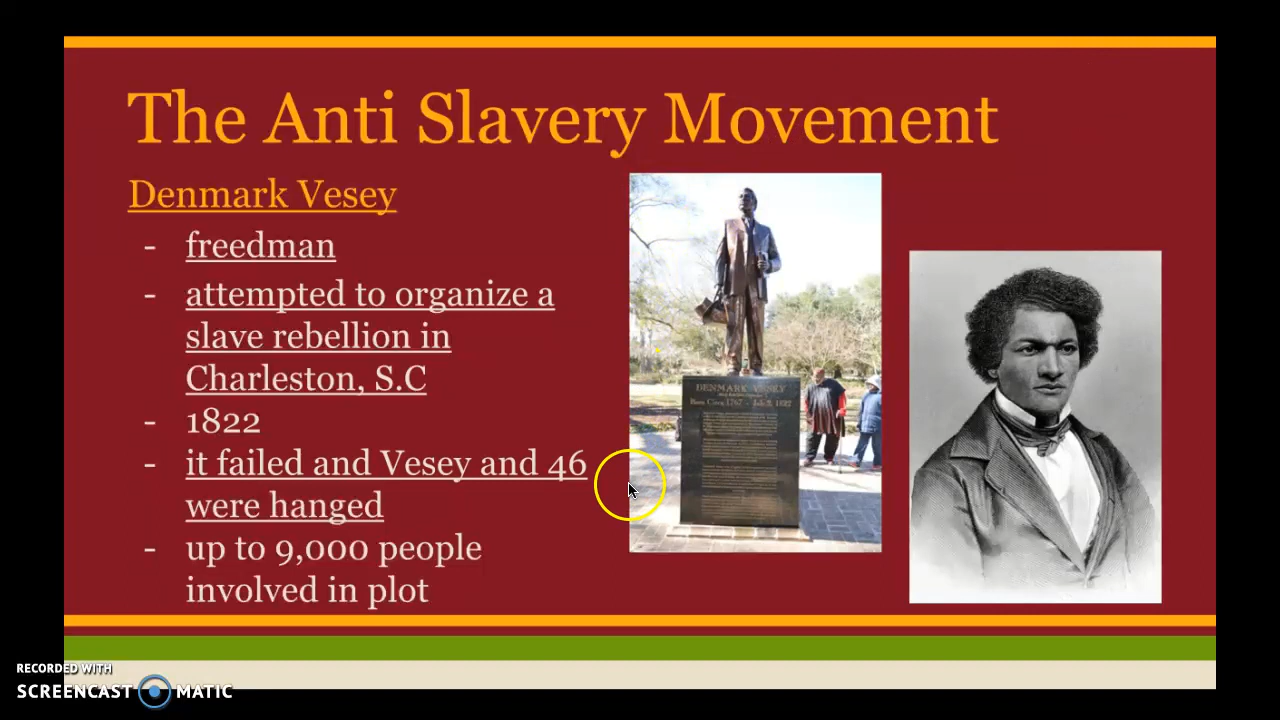 The Anti Slavery Movement
Denmark Vesey
- freedman
- attempted to organize a
slave rebellion in
Charleston, S.C
- 1822
- it failed and Vesey and 46
were hanged
- up to 9,000 people
involved in plot
DENMARK VESEY
RECORDED WITH
SCREENCAST MATIC